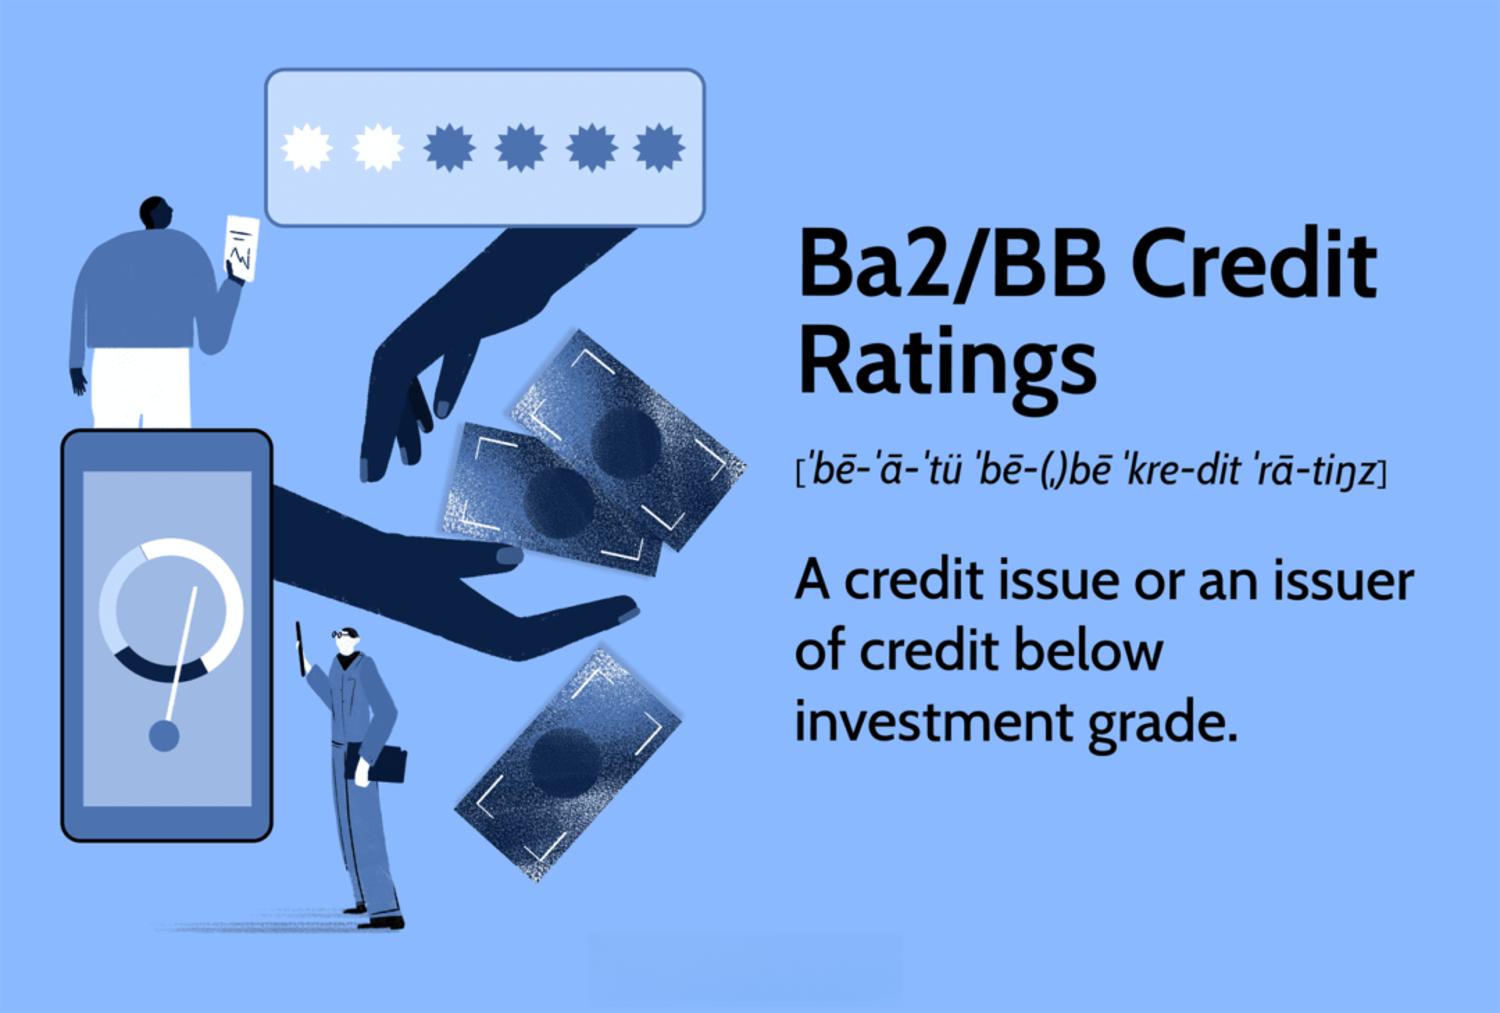 Ba2/BB Credit
Ratings
[ˈbē-ˈā-ˈtü ˈbē-(ˌ)bē ˈkre-dit ˈrā-tiŋz]
A credit issue or an issuer
of credit below
investment grade.